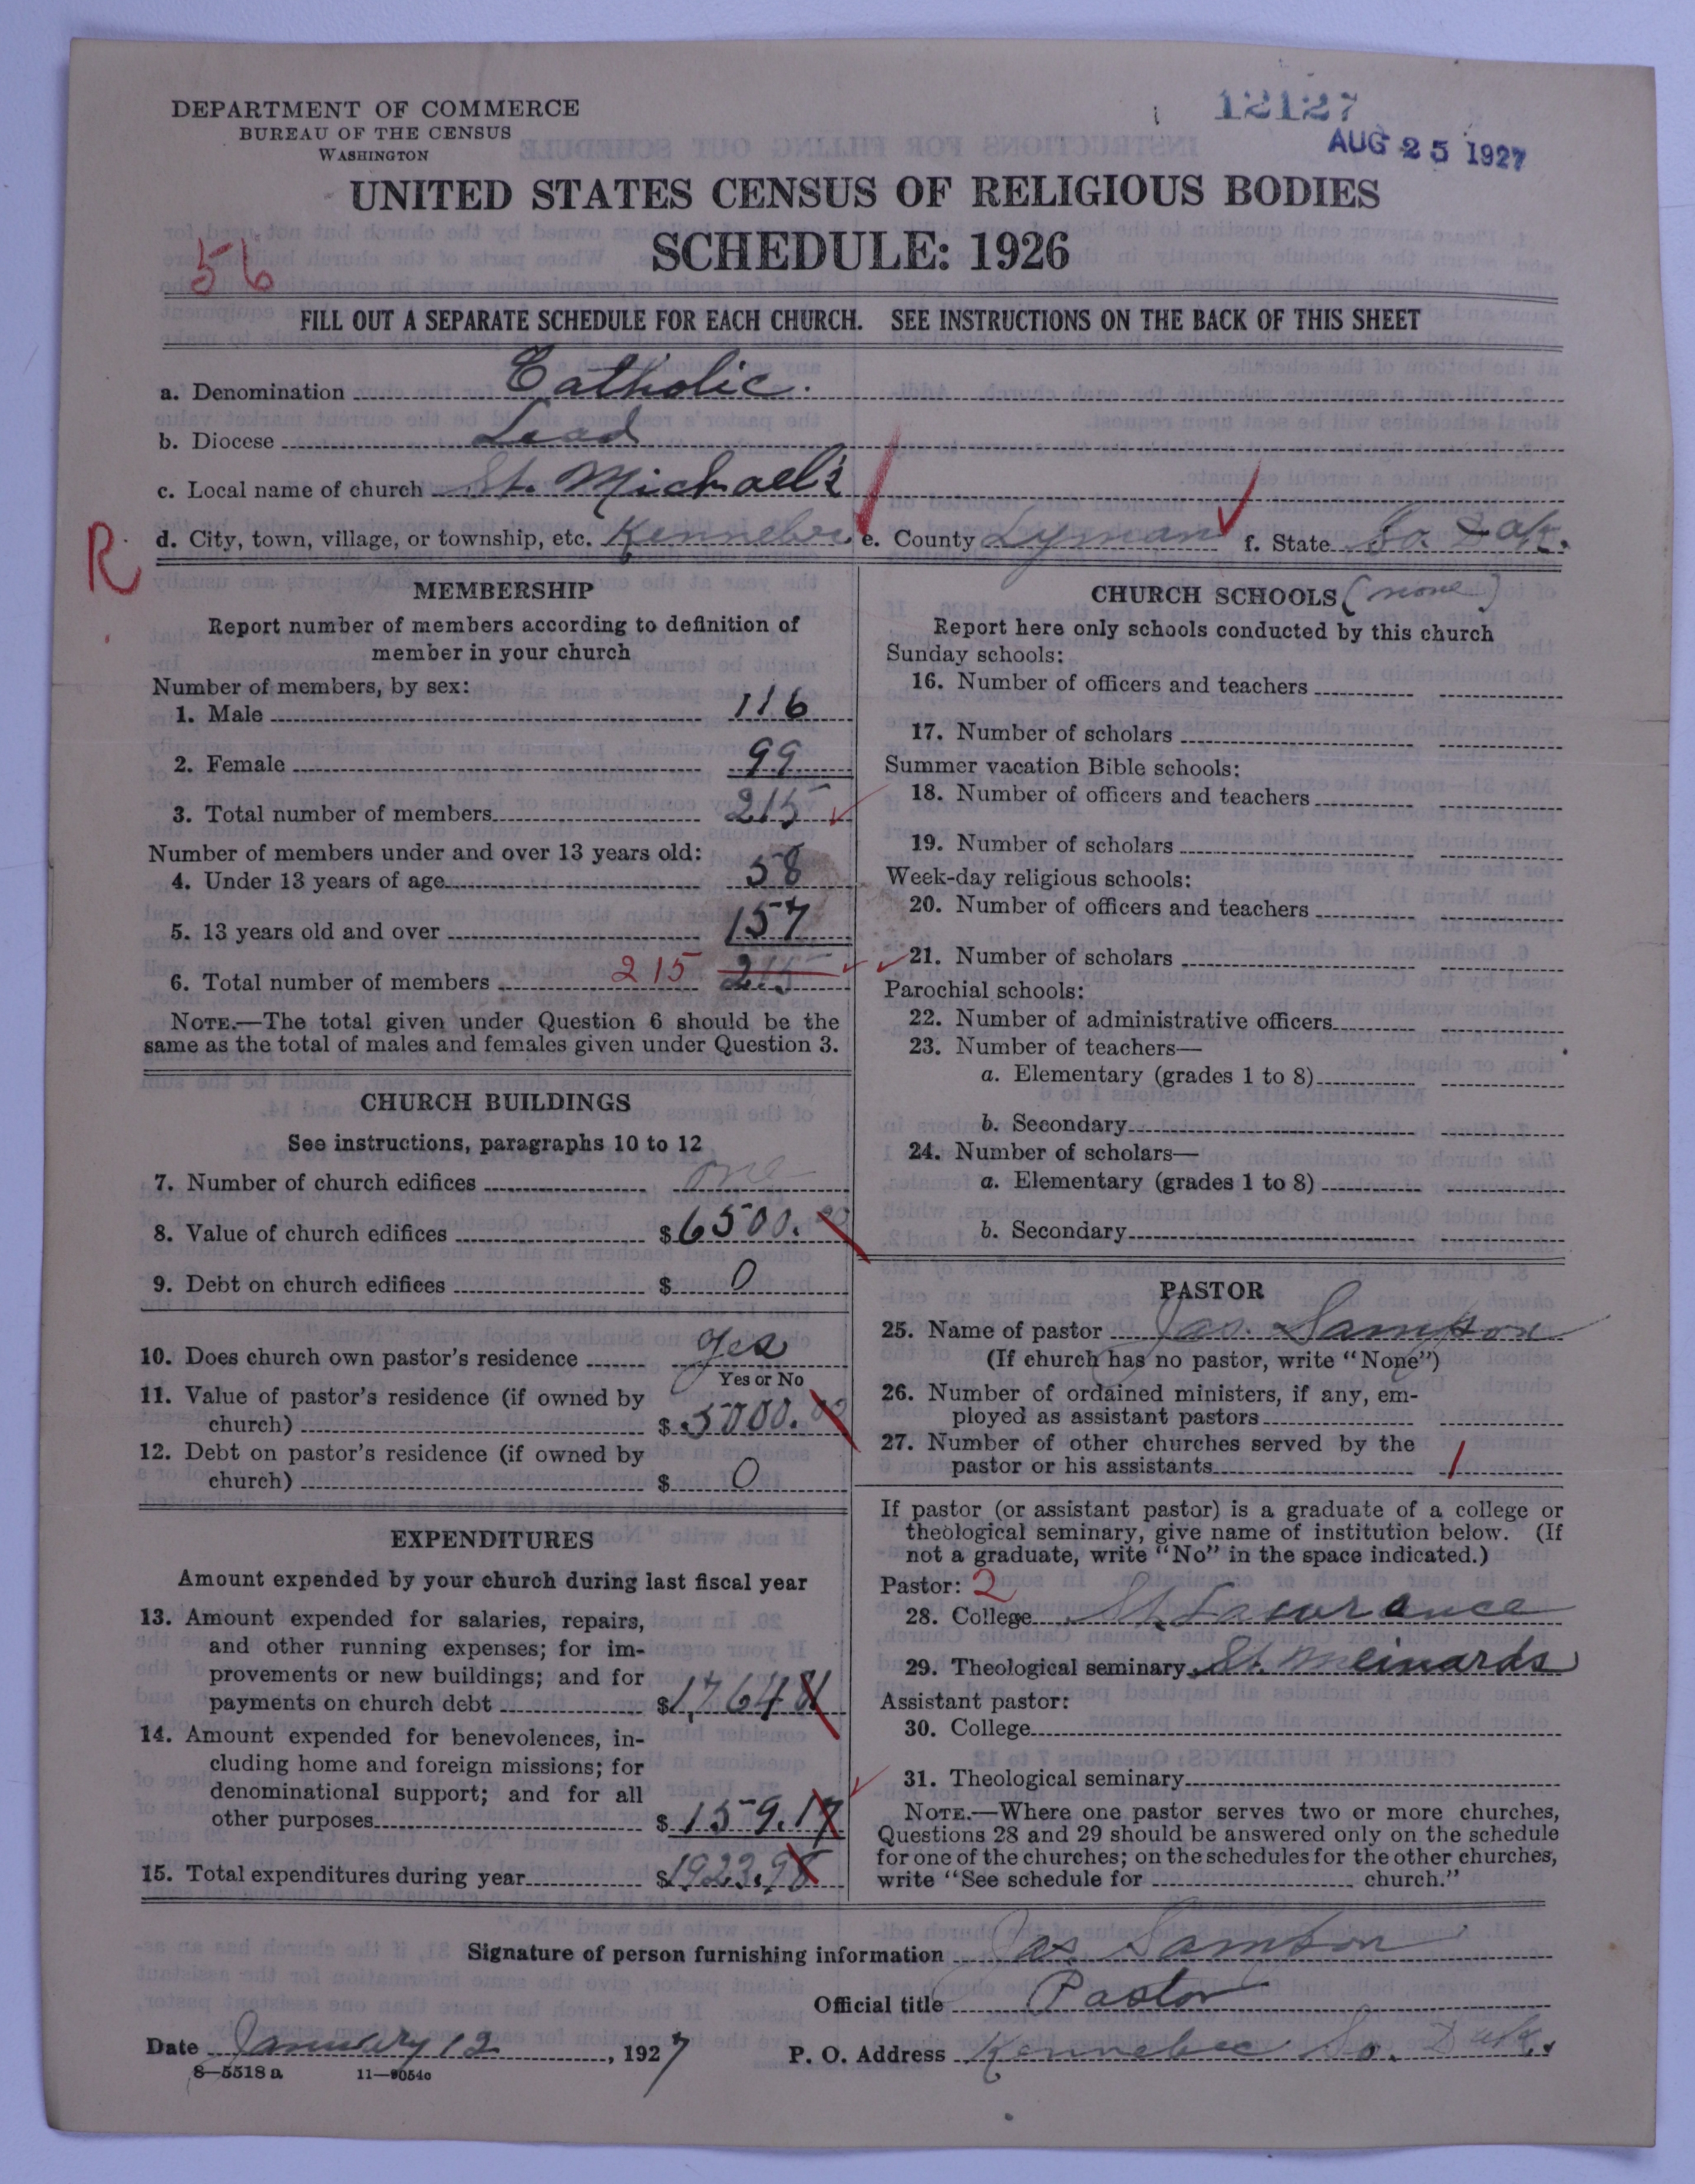 DEPARTMENT OF COMMERCE
BUREAU OF THE CENSUS
WASHINGTON
12127
AUG 25 1927
UNITED STATES CENSUS OF RELIGIOUS BODIES
SCHEDULE: 1926
56
FILL OUT A SEPARATE SCHEDULE FOR EACH CHURCH. SEE INSTRUCTIONS ON THE BACK OF THIS SHEET
a. Denomination Catholic.
b. Diocese Lead
c. Local name of church St. Michael's
R d. City, town, village, or township, etc. Kennebec e. County Lyman f. State So. Dak.
MEMBERSHIP
Report number of members according to definition of
member in your church
Number of members, by sex:
1. Male 116
2. Female 99
3. Total number of members 215
Number of members under and over 13 years old:
4. Under 13 years of age 58
5. 13 years old and over 157
6. Total number of members 215 215
NOTE.—The total given under Question 6 should be the
same as the total of males and females given under Question 3.
CHURCH BUILDINGS
See instructions, paragraphs 10 to 12
7. Number of church edifices one
8. Value of church edifices $6500.00
9. Debt on church edifices $ 0
10. Does church own pastor's residence yes
Yes or No
11. Value of pastor's residence (if owned by
church) $5000.00
12. Debt on pastor's residence (if owned by
church) $ 0
EXPENDITURES
Amount expended by your church during last fiscal year
13. Amount expended for salaries, repairs,
and other running expenses; for im-
provements or new buildings; and for
payments on church debt $1,764.81
14. Amount expended for benevolences, in-
cluding home and foreign missions; for
denominational support; and for all
other purposes $159.17
15. Total expenditures during year $1923.98
CHURCH SCHOOLS (none)
Report here only schools conducted by this church
Sunday schools:
16. Number of officers and teachers
17. Number of scholars
Summer vacation Bible schools:
18. Number of officers and teachers
19. Number of scholars
Week-day religious schools:
20. Number of officers and teachers
21. Number of scholars
Parochial schools:
22. Number of administrative officers
23. Number of teachers—
a. Elementary (grades 1 to 8)
b. Secondary
24. Number of scholars—
a. Elementary (grades 1 to 8)
b. Secondary
PASTOR
25. Name of pastor Jas. Samson
(If church has no pastor, write "None")
26. Number of ordained ministers, if any, em-
ployed as assistant pastors
27. Number of other churches served by the
pastor or his assistants 1
If pastor (or assistant pastor) is a graduate of a college or
theological seminary, give name of institution below. (If
not a graduate, write "No" in the space indicated.)
Pastor: 2
28. College St. Lawrence
29. Theological seminary St. Meinards
Assistant pastor:
30. College
31. Theological seminary
NOTE.—Where one pastor serves two or more churches,
Questions 28 and 29 should be answered only on the schedule
for one of the churches; on the schedules for the other churches,
write "See schedule for church."
Signature of person furnishing information Jas. Samson
Official title Pastor
Date January 12, 1927 P. O. Address Kennebec So. Dak.
8—5518a 11—9054c